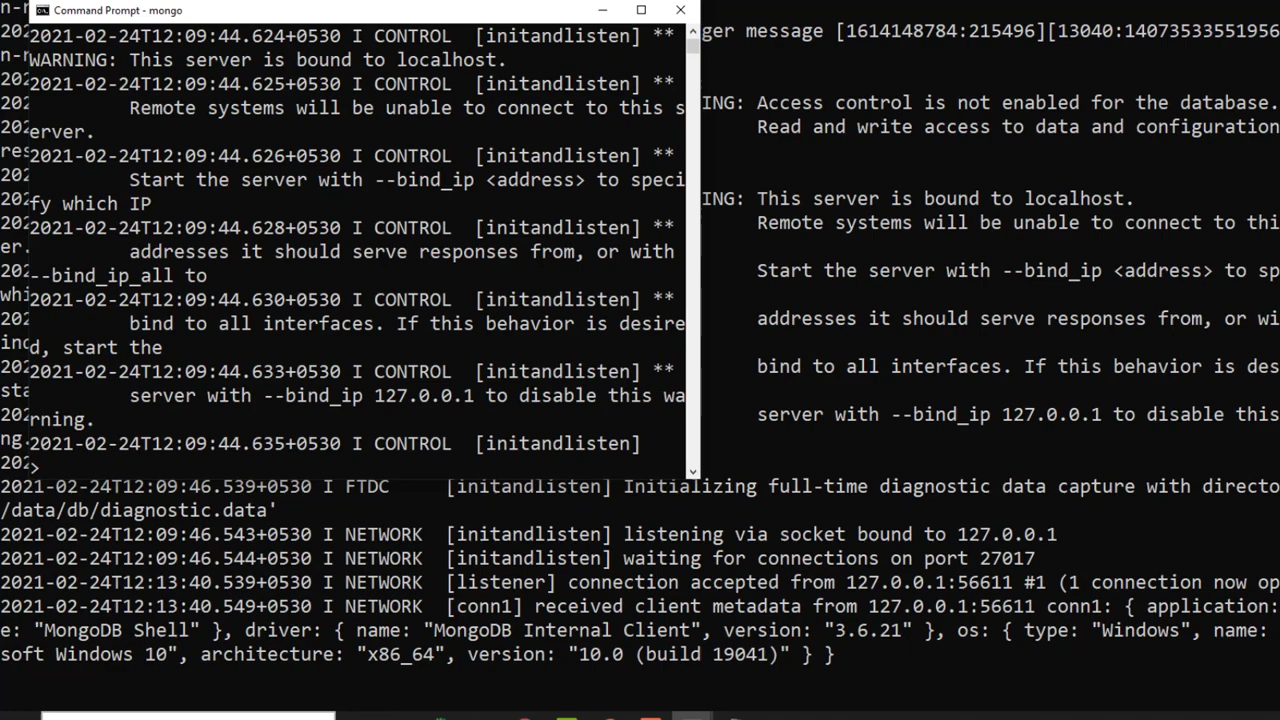 Command Prompt - mongo
2021-02-24T12:09:44.624+0530 I CONTROL  [initandlisten] **
WARNING: This server is bound to localhost.
2021-02-24T12:09:44.625+0530 I CONTROL  [initandlisten] **
Remote systems will be unable to connect to this s
erver.
2021-02-24T12:09:44.626+0530 I CONTROL  [initandlisten] **
Start the server with --bind_ip <address> to speci
fy which IP
2021-02-24T12:09:44.628+0530 I CONTROL  [initandlisten] **
addresses it should serve responses from, or with
--bind_ip_all to
2021-02-24T12:09:44.630+0530 I CONTROL  [initandlisten] **
bind to all interfaces. If this behavior is desire
d, start the
2021-02-24T12:09:44.633+0530 I CONTROL  [initandlisten] **
server with --bind_ip 127.0.0.1 to disable this wa
rning.
2021-02-24T12:09:44.635+0530 I CONTROL  [initandlisten]
>
ger message [1614148784:215496][13040:14073533551956
ING: Access control is not enabled for the database.
Read and write access to data and configuration
ING: This server is bound to localhost.
Remote systems will be unable to connect to thi
Start the server with --bind_ip <address> to sp
addresses it should serve responses from, or wi
bind to all interfaces. If this behavior is des
server with --bind_ip 127.0.0.1 to disable this
2021-02-24T12:09:46.539+0530 I FTDC     [initandlisten] Initializing full-time diagnostic data capture with directo
/data/db/diagnostic.data'
2021-02-24T12:09:46.543+0530 I NETWORK  [initandlisten] listening via socket bound to 127.0.0.1
2021-02-24T12:09:46.544+0530 I NETWORK  [initandlisten] waiting for connections on port 27017
2021-02-24T12:13:40.539+0530 I NETWORK  [listener] connection accepted from 127.0.0.1:56611 #1 (1 connection now op
2021-02-24T12:13:40.549+0530 I NETWORK  [conn1] received client metadata from 127.0.0.1:56611 conn1: { application:
e: "MongoDB Shell" }, driver: { name: "MongoDB Internal Client", version: "3.6.21" }, os: { type: "Windows", name:
soft Windows 10", architecture: "x86_64", version: "10.0 (build 19041)" } }